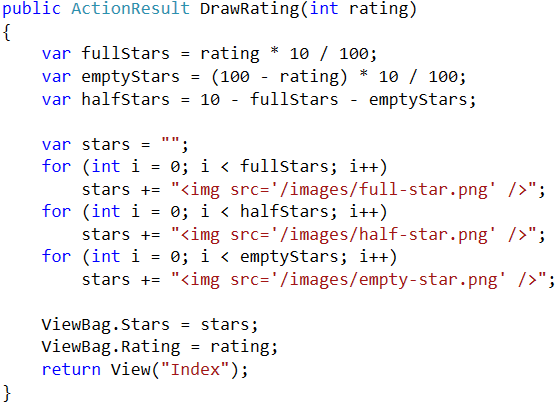 public ActionResult DrawRating(int rating)
{
    var fullStars = rating * 10 / 100;
    var emptyStars = (100 - rating) * 10 / 100;
    var halfStars = 10 - fullStars - emptyStars;

    var stars = "";
    for (int i = 0; i < fullStars; i++)
        stars += "<img src='/images/full-star.png' />";
    for (int i = 0; i < halfStars; i++)
        stars += "<img src='/images/half-star.png' />";
    for (int i = 0; i < emptyStars; i++)
        stars += "<img src='/images/empty-star.png' />";

    ViewBag.Stars = stars;
    ViewBag.Rating = rating;
    return View("Index");
}